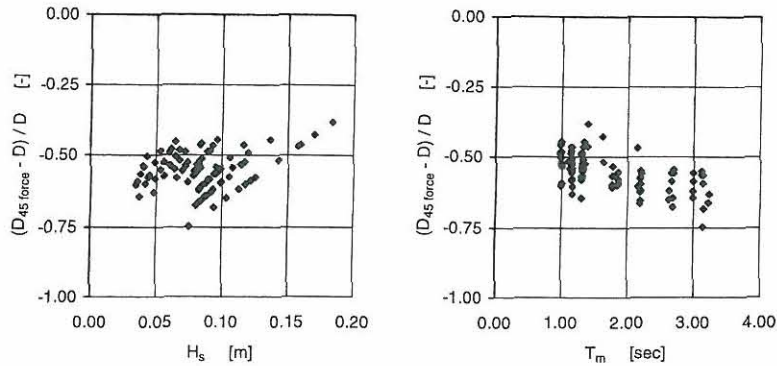 (D45 force - D) / D [-]
0.00
-0.25
-0.50
-0.75
-1.00
0.00 0.05 0.10 0.15 0.20
Hs [m]
(D45 force - D) / D [-]
0.00
-0.25
-0.50
-0.75
-1.00
0.00 1.00 2.00 3.00 4.00
Tm [sec]